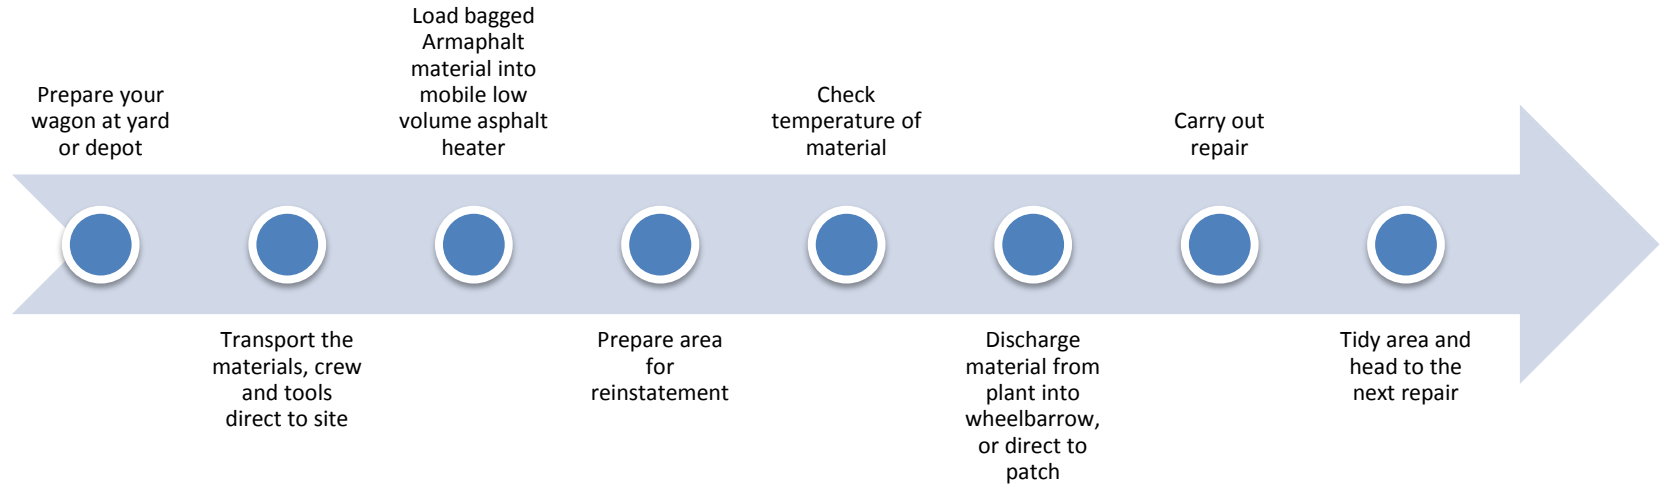 Prepare your
wagon at yard
or depot
Transport the
materials, crew
and tools
direct to site
Load bagged
Armaphalt
material into
mobile low
volume asphalt
heater
Prepare area
for
reinstatement
Check
temperature of
material
Discharge
material from
plant into
wheelbarrow,
or direct to
patch
Carry out
repair
Tidy area and
head to the
next repair